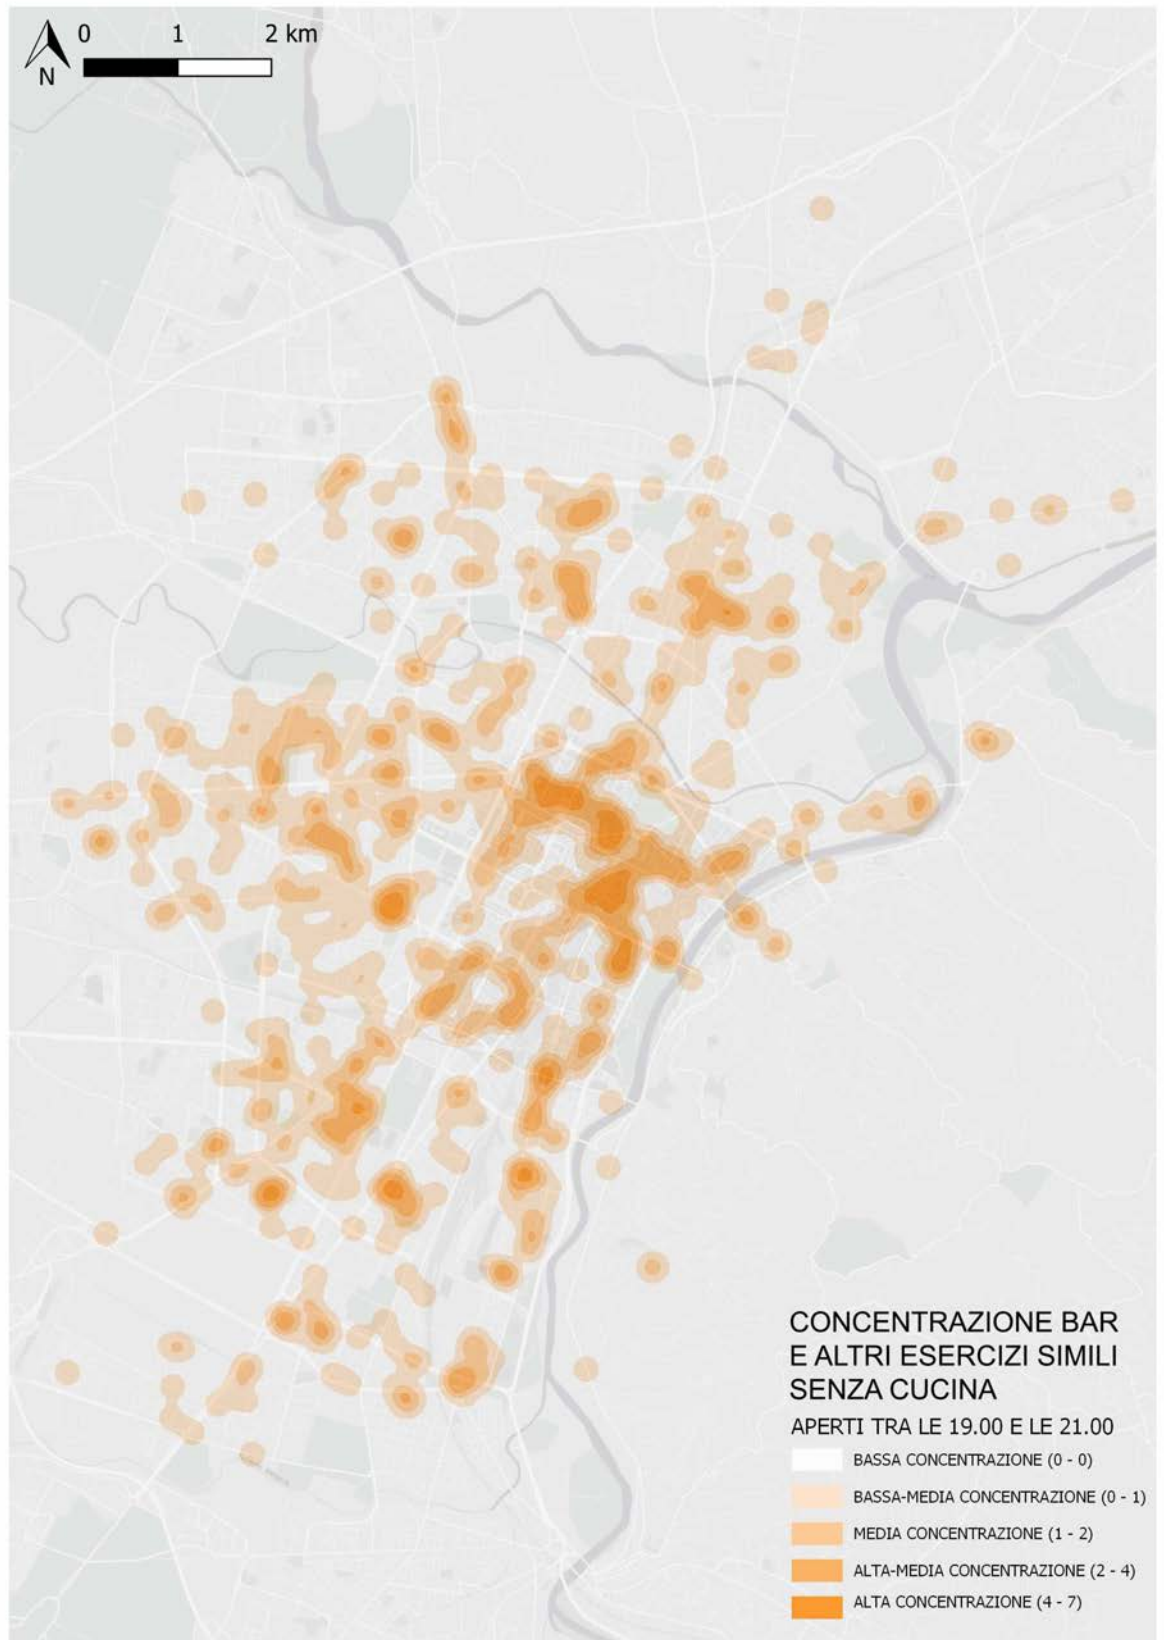 0 1 2 km
N
CONCENTRAZIONE BAR
E ALTRI ESERCIZI SIMILI
SENZA CUCINA
APERTI TRA LE 19.00 E LE 21.00
BASSA CONCENTRAZIONE (0 - 0)
BASSA-MEDIA CONCENTRAZIONE (0 - 1)
MEDIA CONCENTRAZIONE (1 - 2)
ALTA-MEDIA CONCENTRAZIONE (2 - 4)
ALTA CONCENTRAZIONE (4 - 7)